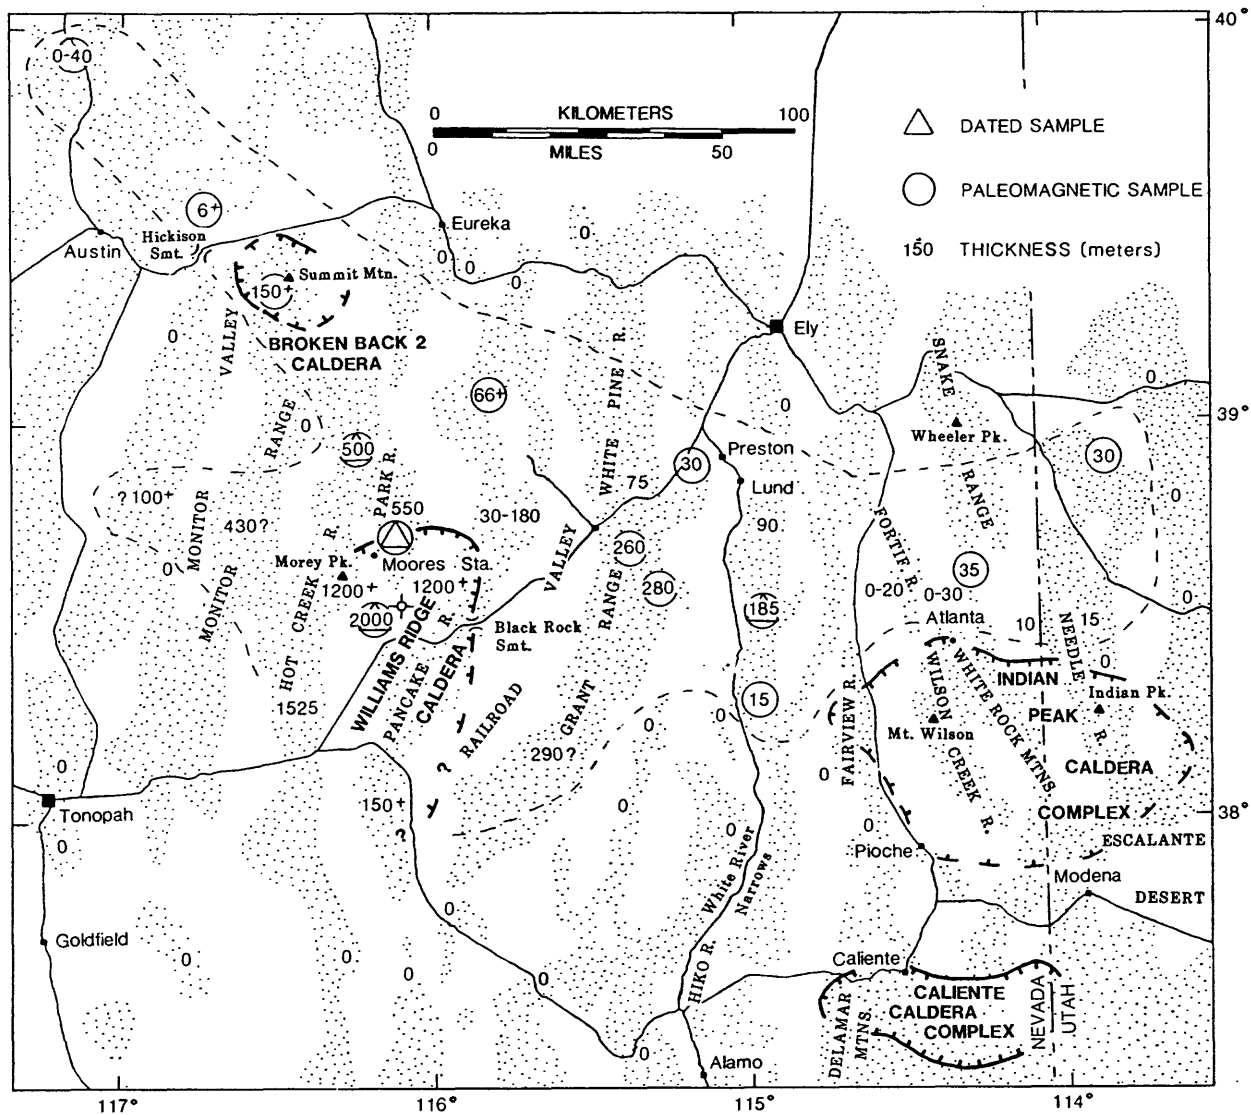 40°
0-40
0 KILOMETERS 100
0 MILES 50
DATED SAMPLE
PALEOMAGNETIC SAMPLE
150 THICKNESS (meters)
6+
Austin
Hickison
Smt.
Eureka
0
0
0
0
Summit Mtn.
150+
BROKEN BACK 2
CALDERA
0
VALLEY
Ely
WHITE PINE R.
SNAKE
RANGE
0
39°
66+
0
Wheeler Pk.
RANGE
0
500
PARK R.
Preston
30
30
75
Lund
0
? 100+
MONITOR
430?
550
30-180
90
VALLEY
260
FORTIF R.
35
0
MONITOR
HOT CREEK R.
Morey Pk.
1200+
Moores Sta.
1200+
280
RANGE
185
0-20
0-30
0
Atlanta
10
15
NEEDLE
R.
2000
Black Rock
Smt.
WILLIAMS RIDGE
CALDERA
PANCAKE
R.
0
INDIAN
PEAK
CALDERA
COMPLEX
Indian Pk.
1525
RAILROAD
GRANT
15
0
0
FAIRVIEW R.
WILSON
CREEK R.
WHITE ROCK MTNS.
Mt. Wilson
290?
0
?
150+
?
0
Tonopah
0
0
0
White River
Narrows
0
Pioche
38°
ESCALANTE
DESERT
Modena
0
Goldfield
0
0
0
0
HIKO R.
Caliente
CALIENTE
CALDERA
COMPLEX
DELAMAR
MTNS.
NEVADA
UTAH
0
Alamo
117°
116°
115°
114°